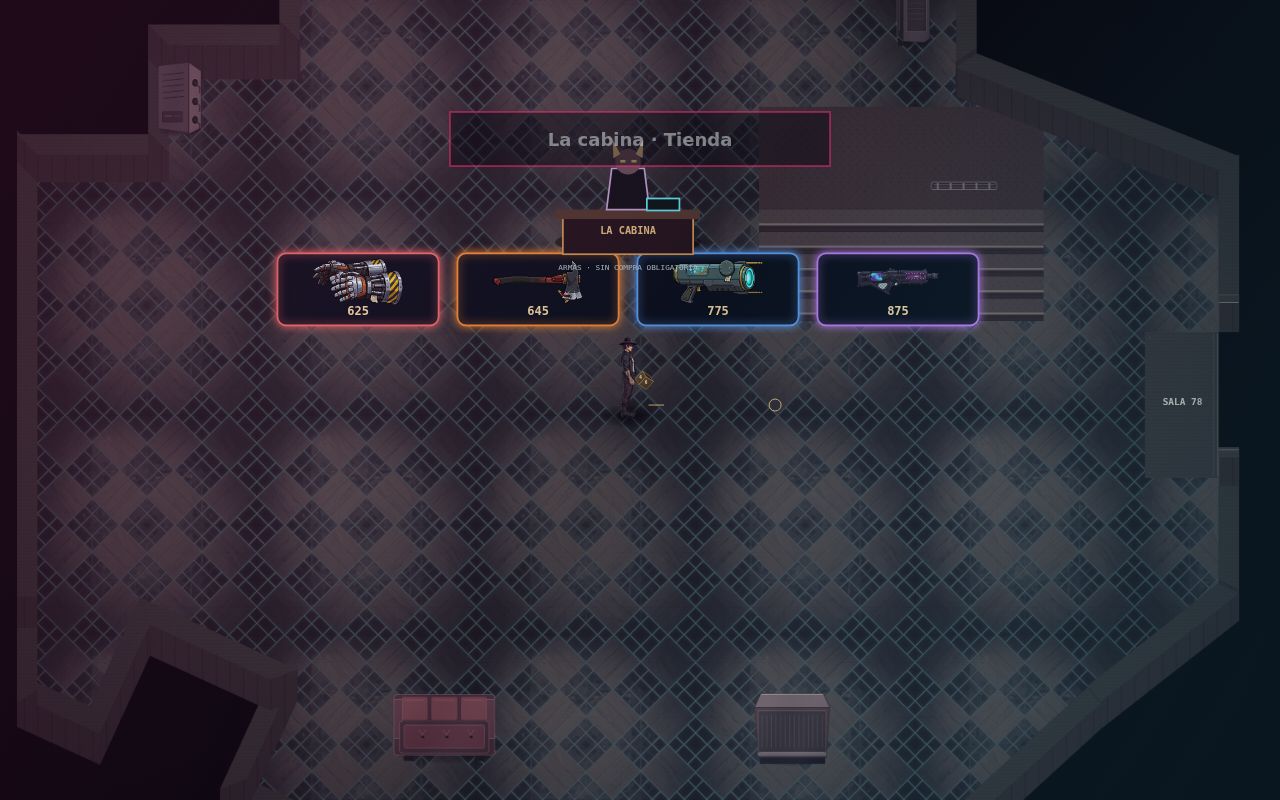 La cabina · Tienda
LA CABINA
ARMAS · SIN COMPRA OBLIGATORIA
625
645
775
875
SALA 78